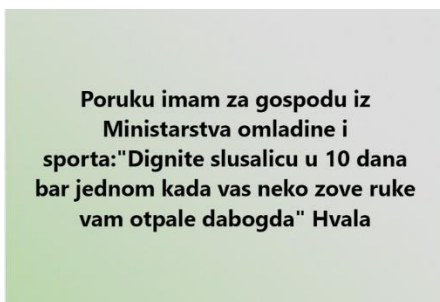 Poruku imam za gospodu iz
Ministarstva omladine i
sporta:"Dignite slusalicu u 10 dana
bar jednom kada vas neko zove ruke
vam otpale dabogda" Hvala